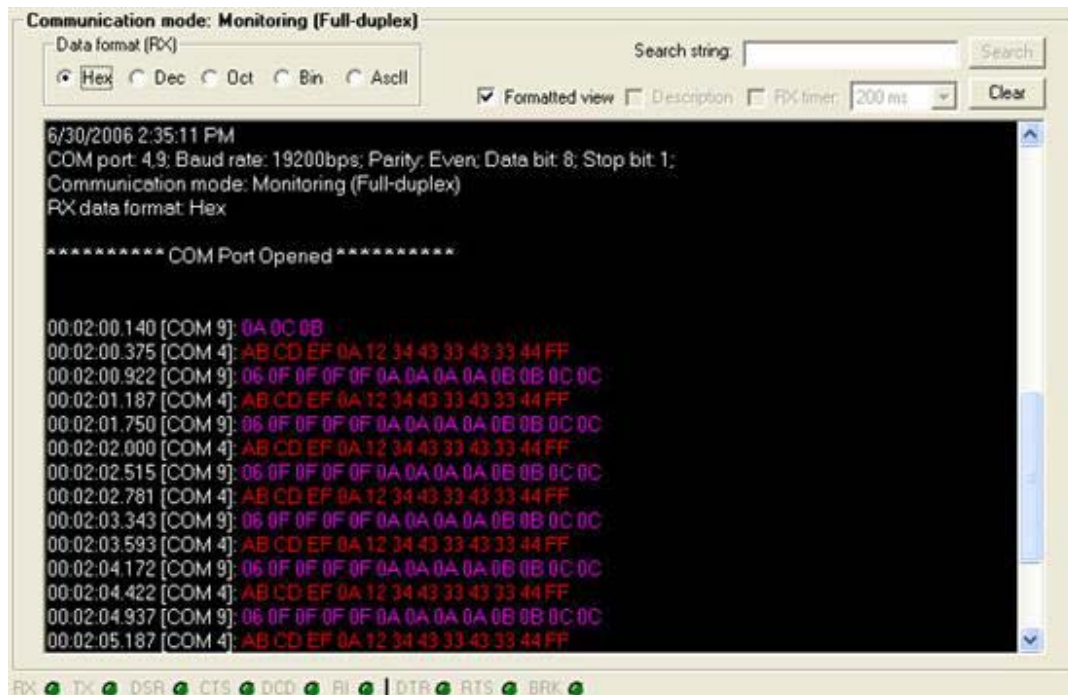 Communication mode: Monitoring (Full-duplex)
Data format (RX)
Hex Dec Oct Bin AscII
Search string:
Search
Formatted view Description RX timer: 200 ms
Clear
6/30/2006 2:35:11 PM
COM port: 4,9; Baud rate: 19200bps; Parity: Even; Data bit: 8; Stop bit: 1;
Communication mode: Monitoring (Full-duplex)
RX data format: Hex
********** COM Port Opened **********
00:02:00.140 [COM 9]: 0A 0C 0B
00:02:00.375 [COM 4]: AB CD EF 0A 12 34 43 33 43 33 44 FF
00:02:00.922 [COM 9]: 06 0F 0F 0F 0F 0A 0A 0A 0A 0B 0B 0C 0C
00:02:01.187 [COM 4]: AB CD EF 0A 12 34 43 33 43 33 44 FF
00:02:01.750 [COM 9]: 06 0F 0F 0F 0F 0A 0A 0A 0A 0B 0B 0C 0C
00:02:02.000 [COM 4]: AB CD EF 0A 12 34 43 33 43 33 44 FF
00:02:02.515 [COM 9]: 06 0F 0F 0F 0F 0A 0A 0A 0A 0B 0B 0C 0C
00:02:02.781 [COM 4]: AB CD EF 0A 12 34 43 33 43 33 44 FF
00:02:03.343 [COM 9]: 06 0F 0F 0F 0F 0A 0A 0A 0A 0B 0B 0C 0C
00:02:03.593 [COM 4]: AB CD EF 0A 12 34 43 33 43 33 44 FF
00:02:04.172 [COM 9]: 06 0F 0F 0F 0F 0A 0A 0A 0A 0B 0B 0C 0C
00:02:04.422 [COM 4]: AB CD EF 0A 12 34 43 33 43 33 44 FF
00:02:04.937 [COM 9]: 06 0F 0F 0F 0F 0A 0A 0A 0A 0B 0B 0C 0C
00:02:05.187 [COM 4]: AB CD EF 0A 12 34 43 33 43 33 44 FF
RX TX DSR CTS DCD RI DTR RTS BRK